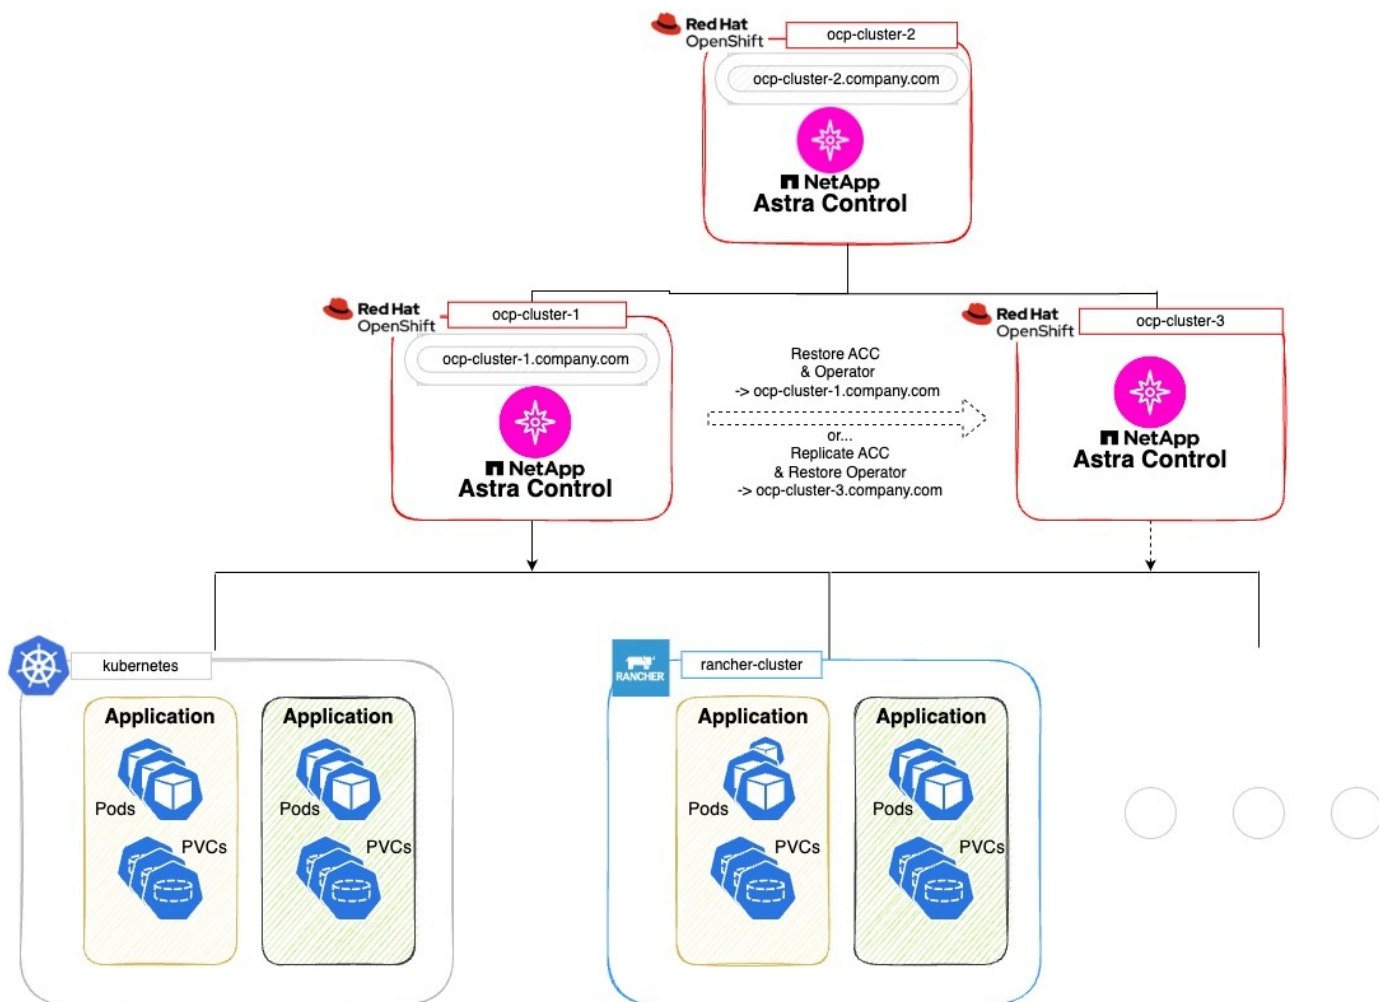 Red Hat
OpenShift
ocp-cluster-2
ocp-cluster-2.company.com
NetApp
Astra Control
Red Hat
OpenShift
ocp-cluster-1
ocp-cluster-1.company.com
NetApp
Astra Control
Restore ACC
& Operator
-> ocp-cluster-1.company.com
or...
Replicate ACC
& Restore Operator
-> ocp-cluster-3.company.com
Red Hat
OpenShift
ocp-cluster-3
NetApp
Astra Control
kubernetes
Application
Pods
PVCs
Application
Pods
PVCs
RANCHER
rancher-cluster
Application
Pods
PVCs
Application
Pods
PVCs